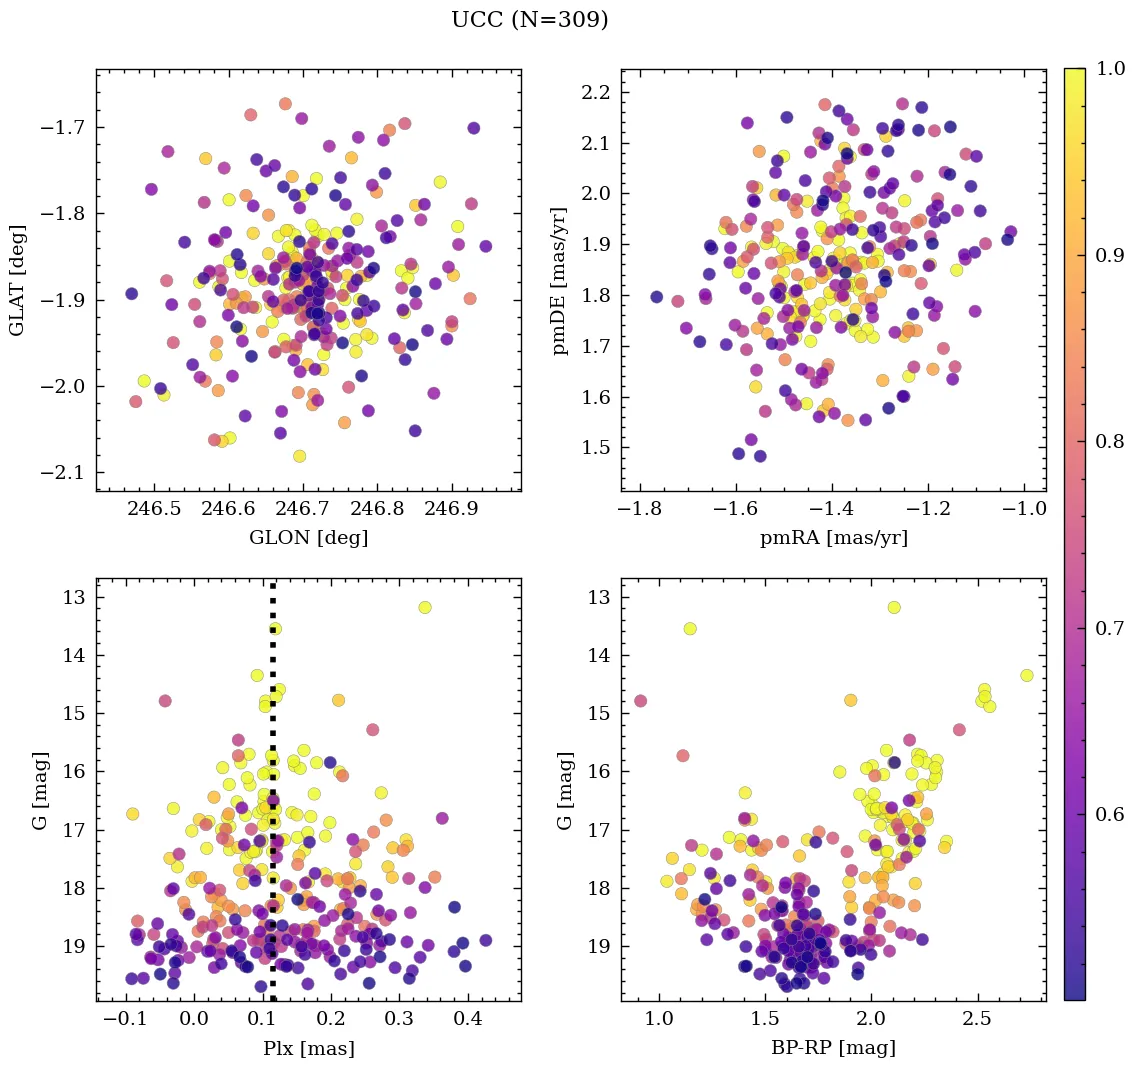 UCC (N=309)
−1.7
−1.8
−1.9
−2.0
−2.1
GLAT [deg]
246.5 246.6 246.7 246.8 246.9
GLON [deg]
2.2
2.1
2.0
1.9
1.8
1.7
1.6
1.5
pmDE [mas/yr]
−1.8 −1.6 −1.4 −1.2 −1.0
pmRA [mas/yr]
1.0
0.9
0.8
0.7
0.6
13
14
15
16
17
18
19
G [mag]
−0.1 0.0 0.1 0.2 0.3 0.4
Plx [mas]
13
14
15
16
17
18
19
G [mag]
1.0 1.5 2.0 2.5
BP-RP [mag]